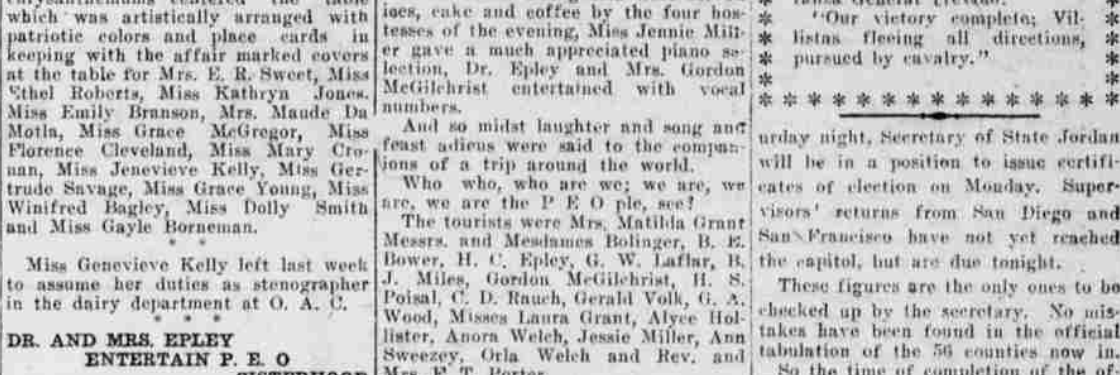 which was artistically arranged with
patriotic colors and place cards in
keeping with the affair marked covers
at the table for Mrs. E. R. Sweet, Miss
Ethel Roberts, Miss Kathryn Jones.
Miss Emily Branson, Mrs. Maude Da
Motla, Miss Grace McGregor, Miss
Florence Cleveland, Miss Mary Cro-
nan, Miss Jenevieve Kelly, Miss Ger-
trude Savage, Miss Grace Young, Miss
Winifred Bagley, Miss Dolly Smith
and Miss Gayle Borneman.
* *
Miss Genevieve Kelly left last week
to assume her duties as stenographer
in the dairy department at O. A. C.
* * *
DR. AND MRS. EPLEY
ENTERTAIN P. E. O
SISTERHOOD
ices, cake and coffee by the four hos-
tesses of the evening, Miss Jennie Mill-
er gave a much appreciated piano se-
lection, Dr. Epley and Mrs. Gordon
McGilchrist entertained with vocal
numbers.
And so midst laughter and song and
feast adieus were said to the compan-
ions of a trip around the world.
Who who, who are we; we are, we
are, we are the P E O ple, see?
The tourists were Mrs. Matilda Grant
Messrs. and Mesdames Bolinger, B. E.
Bower, H. C. Epley, G. W. Laflar, B.
J. Miles, Gordon McGilchrist, H. S.
Poisal, C. D. Rauch, Gerald Volk, G. A.
Wood, Misses Laura Grant, Alyce Hol-
lister, Anora Welch, Jessie Miller, Ann
Sweezey, Orla Welch and Rev. and
Mrs. E. T. Porter.
* "Our victory complete; Vil- *
* listas fleeing all directions, *
* pursued by cavalry." *
* *
* * * * * * * * * * * * * *
urday night, Secretary of State Jordan
will be in a position to issue certifi
cates of election on Monday. Super-
visors' returns from San Diego and
San Francisco have not yet reached
the capitol, but are due tonight.
These figures are the only ones to be
checked up by the secretary. No mis-
takes have been found in the official
tabulation of the 56 counties now in.
So the time of completion of the of-